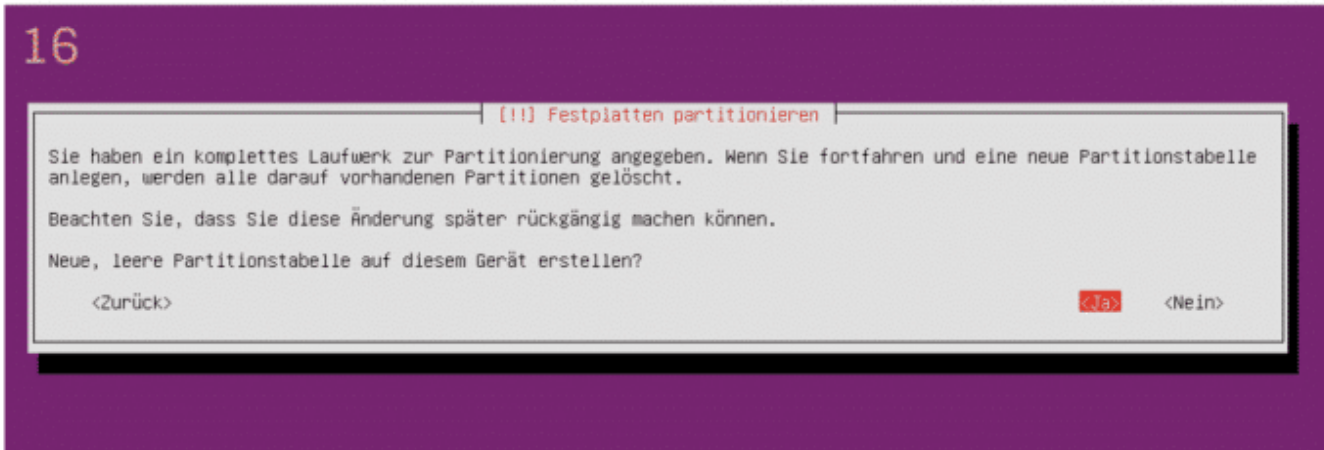 16
[!!] Festplatten partitionieren
Sie haben ein komplettes Laufwerk zur Partitionierung angegeben. Wenn Sie fortfahren und eine neue Partitionstabelle
anlegen, werden alle darauf vorhandenen Partitionen gelöscht.
Beachten Sie, dass Sie diese Änderung später rückgängig machen können.
Neue, leere Partitionstabelle auf diesem Gerät erstellen?
<Zurück> <Ja> <Nein>